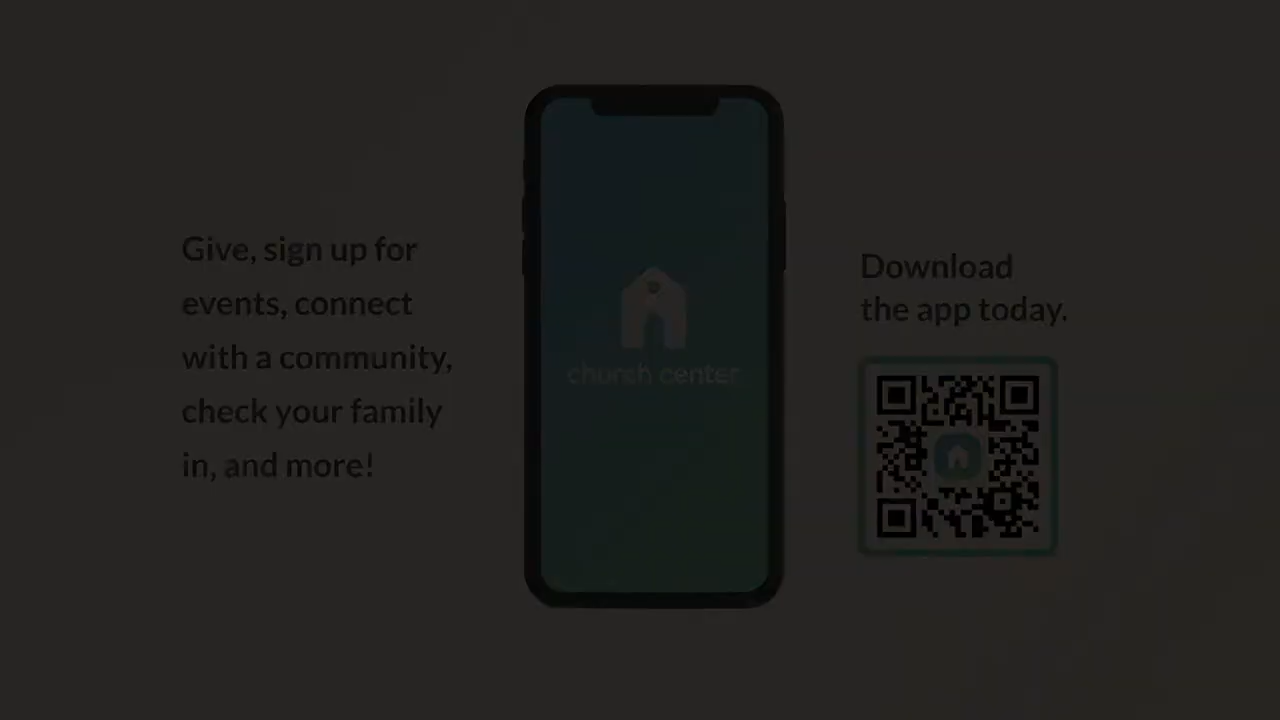 Give, sign up for
events, connect
with a community,
check your family
in, and more!
church center
Download
the app today.